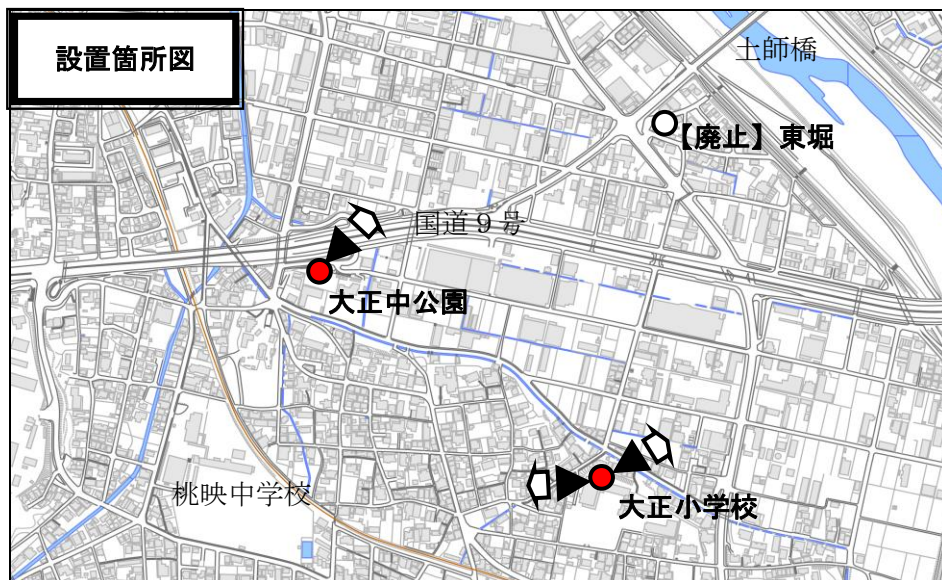 設置箇所図
土師橋
【廃止】東堀
国道9号
大正中公園
桃映中学校
大正小学校